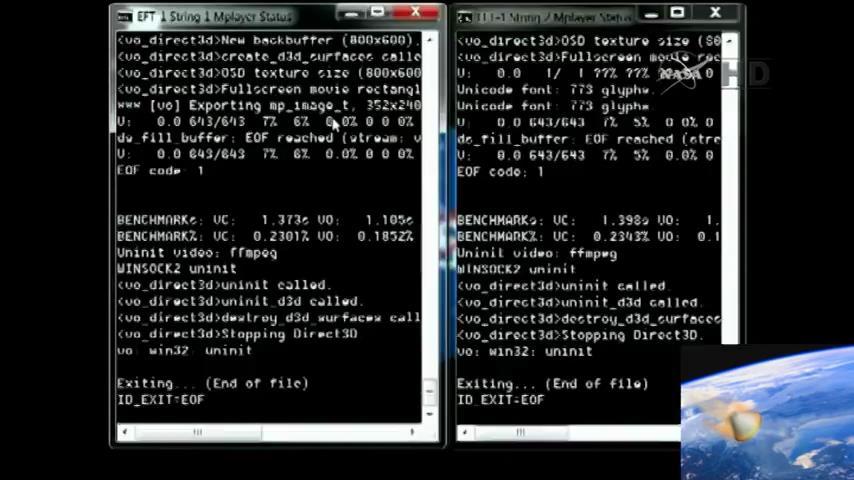 EFT 1 String 1 Mplayer Status
<vo_direct3d>New backbuffer (800x600).
<vo_direct3d>create_d3d_surfaces calle
<vo_direct3d>OSD texture size (800x600
<vo_direct3d>Fullscreen movie rectangl
www [vo] Exporting mp_image_t, 352x240
V: 0.0 643/643 7% 6% 0.0% 0 0 0%
ds_fill_buffer: EOF reached (stream: v
V: 0.0 643/643 7% 6% 0.0% 0 0 0%
EOF code: 1
BENCHMARKs: VC: 1.373s VO: 1.105s
BENCHMARK%: VC: 0.2301% VO: 0.1852%
Uninit video: ffmpeg
WINSOCK2 uninit
<vo_direct3d>uninit called.
<vo_direct3d>uninit_d3d called.
<vo_direct3d>destroy_d3d_surfaces call
<vo_direct3d>Stopping Direct3D
vo: win32: uninit
Exiting... (End of file)
ID_EXIT=EOF
EFT-1 String 2 Mplayer Status
<vo_direct3d>OSD texture size (80
<vo_direct3d>Fullscreen movie rec
V: 0.0 1/ 1 ??% ??% 0.0% 0
Unicode font: 773 glyphs.
Unicode font: 773 glyphs.
V: 0.0 643/643 7% 5% 0.0% 0
ds_fill_buffer: EOF reached (stre
V: 0.0 643/643 7% 5% 0.0% 0
EOF code: 1
BENCHMARKs: VC: 1.398s VO: 1.
BENCHMARK%: VC: 0.2343% VO: 0.1
Uninit video: ffmpeg
WINSOCK2 uninit
<vo_direct3d>uninit called.
<vo_direct3d>uninit_d3d called.
<vo_direct3d>destroy_d3d_surfaces
<vo_direct3d>Stopping Direct3D.
vo: win32: uninit
Exiting... (End of file)
ID_EXIT=EOF
NASA HD